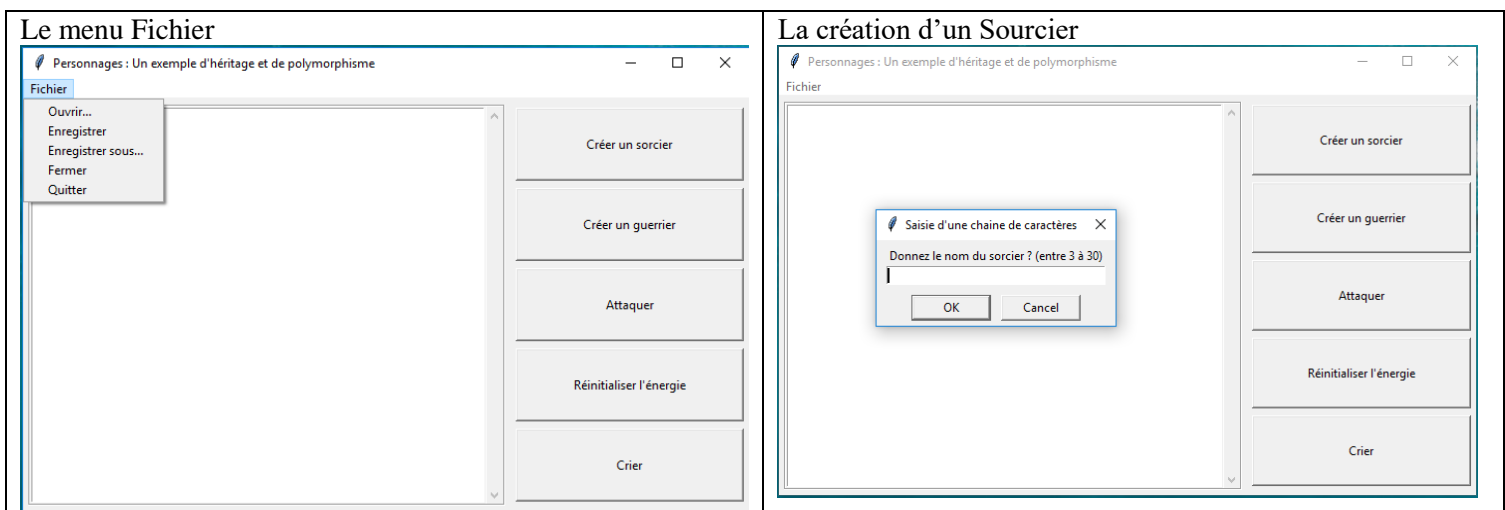 Le menu Fichier
Personnages : Un exemple d'héritage et de polymorphisme
Fichier
Ouvrir...
Enregistrer
Enregistrer sous...
Fermer
Quitter
Créer un sorcier
Créer un guerrier
Attaquer
Réinitialiser l'énergie
Crier
La création d'un Sourcier
Personnages : Un exemple d'héritage et de polymorphisme
Fichier
Saisie d'une chaine de caractères
Donnez le nom du sorcier ? (entre 3 à 30)
OK Cancel
Créer un sorcier
Créer un guerrier
Attaquer
Réinitialiser l'énergie
Crier